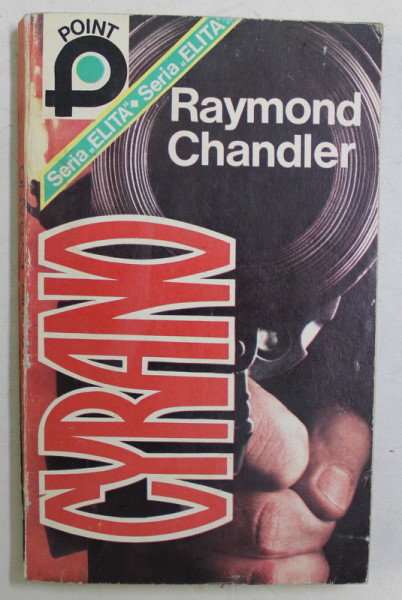 POINT
Seria „ELITA“ ◆ Seria „ELITA“
Raymond
Chandler
CYRANO